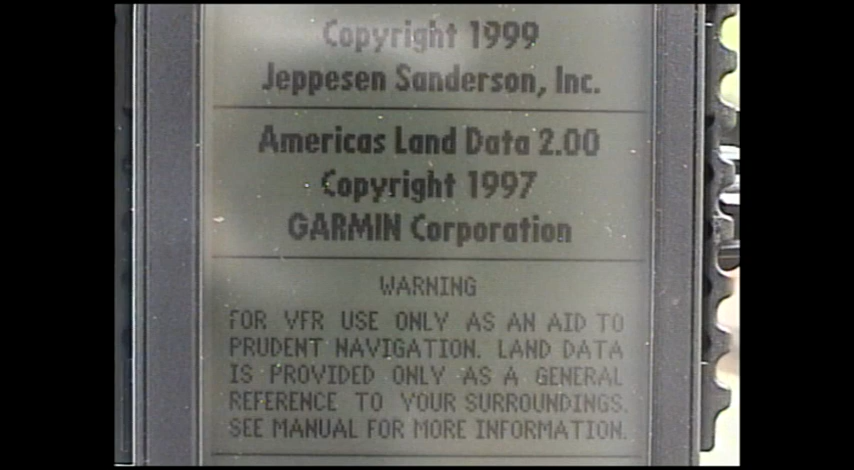 Copyright 1999
Jeppesen Sanderson, Inc.
Americas Land Data 2.00
Copyright 1997
GARMIN Corporation
WARNING
FOR VFR USE ONLY AS AN AID TO
PRUDENT NAVIGATION. LAND DATA
IS PROVIDED ONLY AS A GENERAL
REFERENCE TO YOUR SURROUNDINGS.
SEE MANUAL FOR MORE INFORMATION.